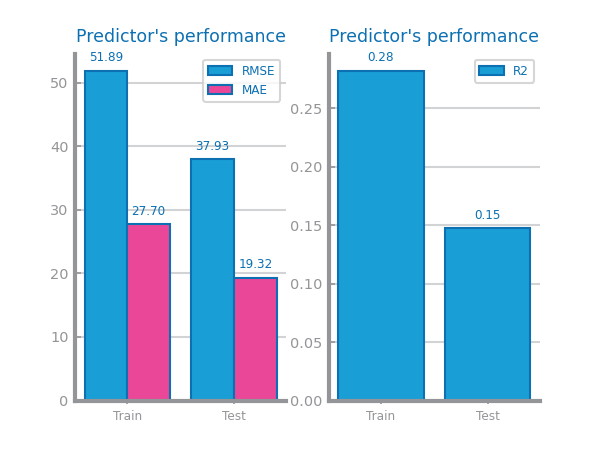 Predictor's performance
51.89
RMSE
MAE
50
40
30
20
10
0
37.93
27.70
19.32
Train
Test
Predictor's performance
0.28
R2
0.25
0.20
0.15
0.10
0.05
0.00
0.15
Train
Test